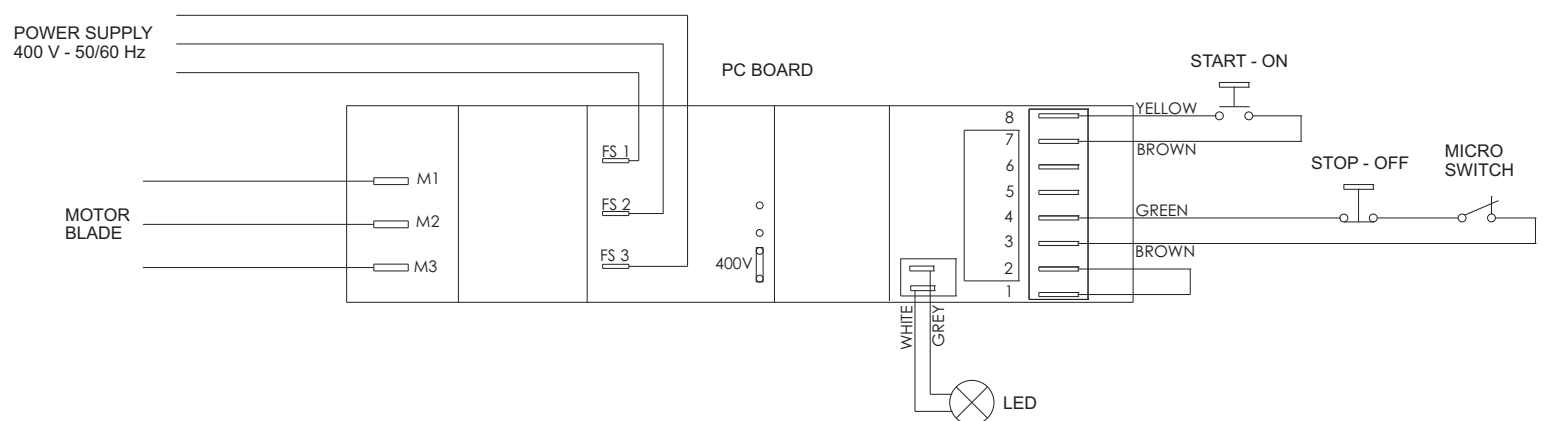 POWER SUPPLY
400 V - 50/60 Hz
PC BOARD
START - ON
YELLOW
BROWN
STOP - OFF
MICRO
SWITCH
GREEN
BROWN
8
7
6
5
4
3
2
1
FS 1
FS 2
FS 3
400V
M1
M2
M3
MOTOR
BLADE
WHITE
GREY
LED